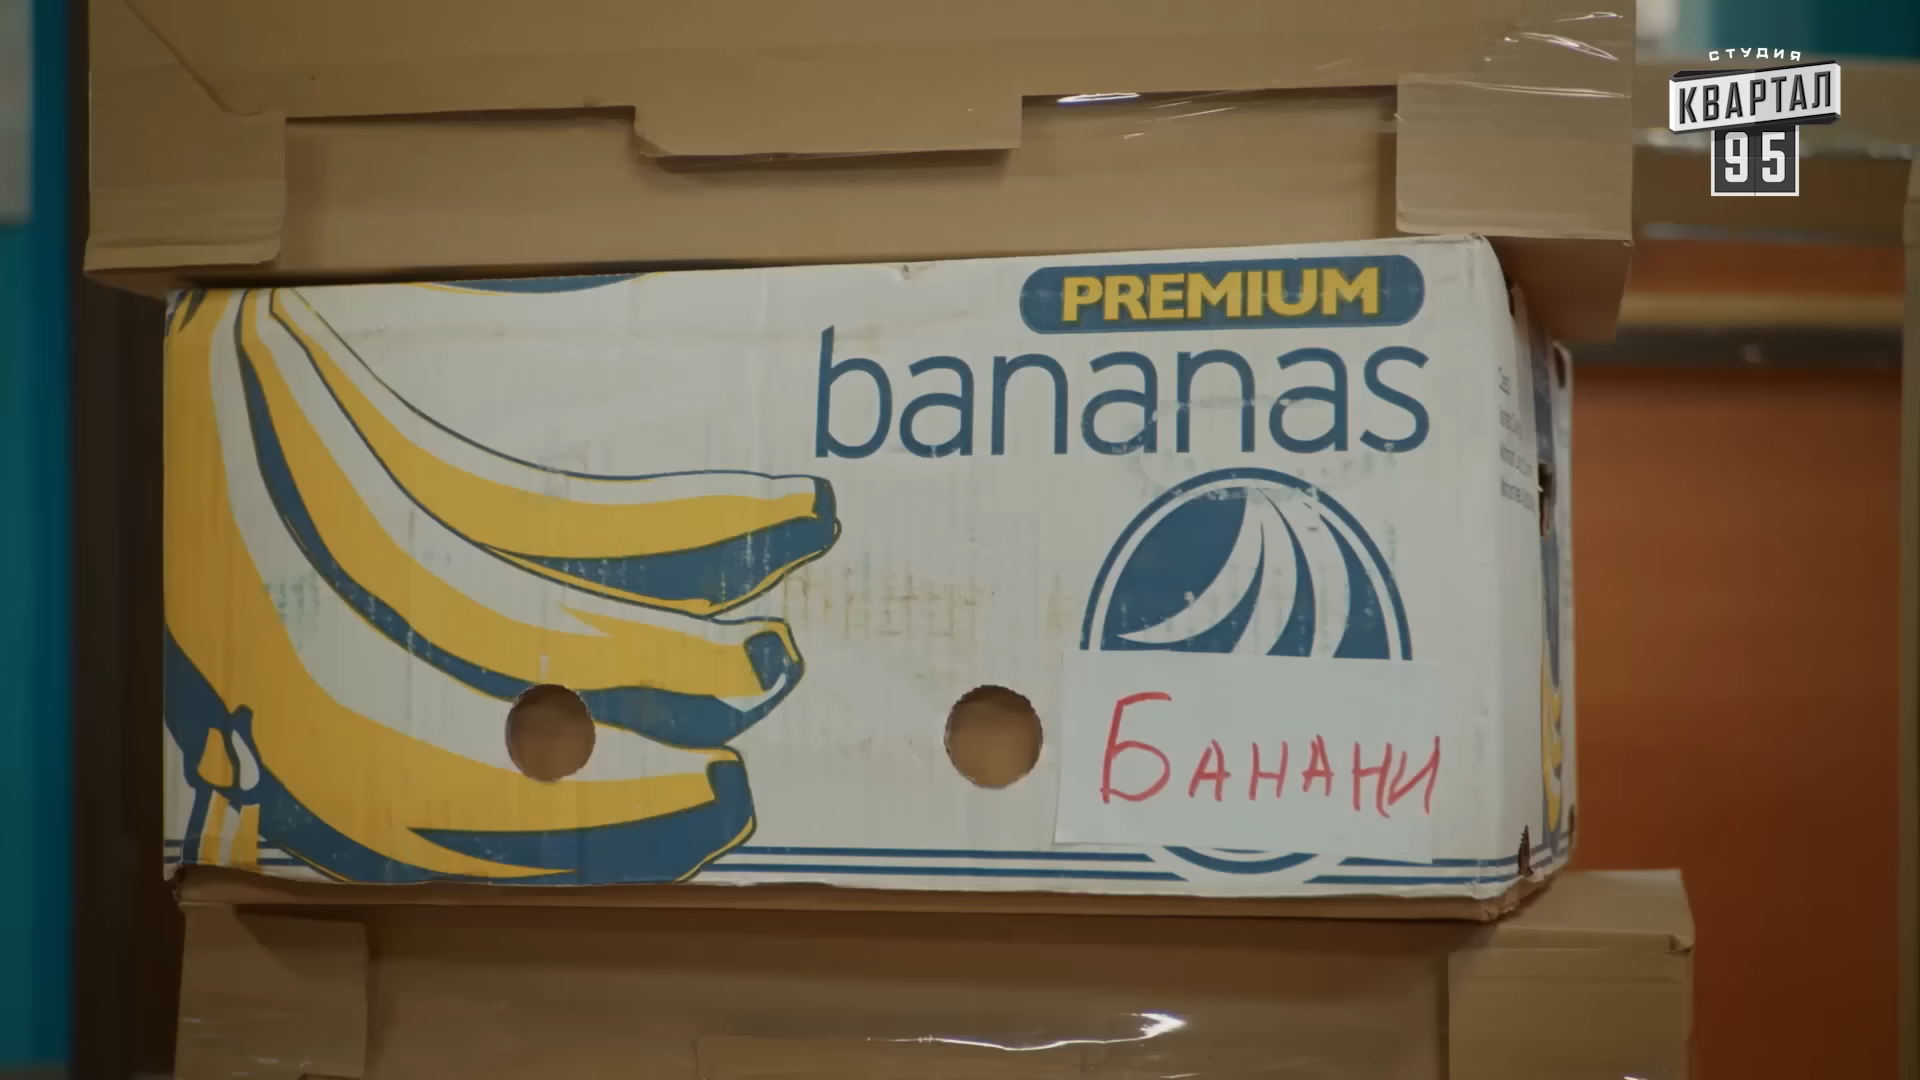 СТУДИЯ
КВАРТАЛ
95
PREMIUM
bananas
БАНАНИ